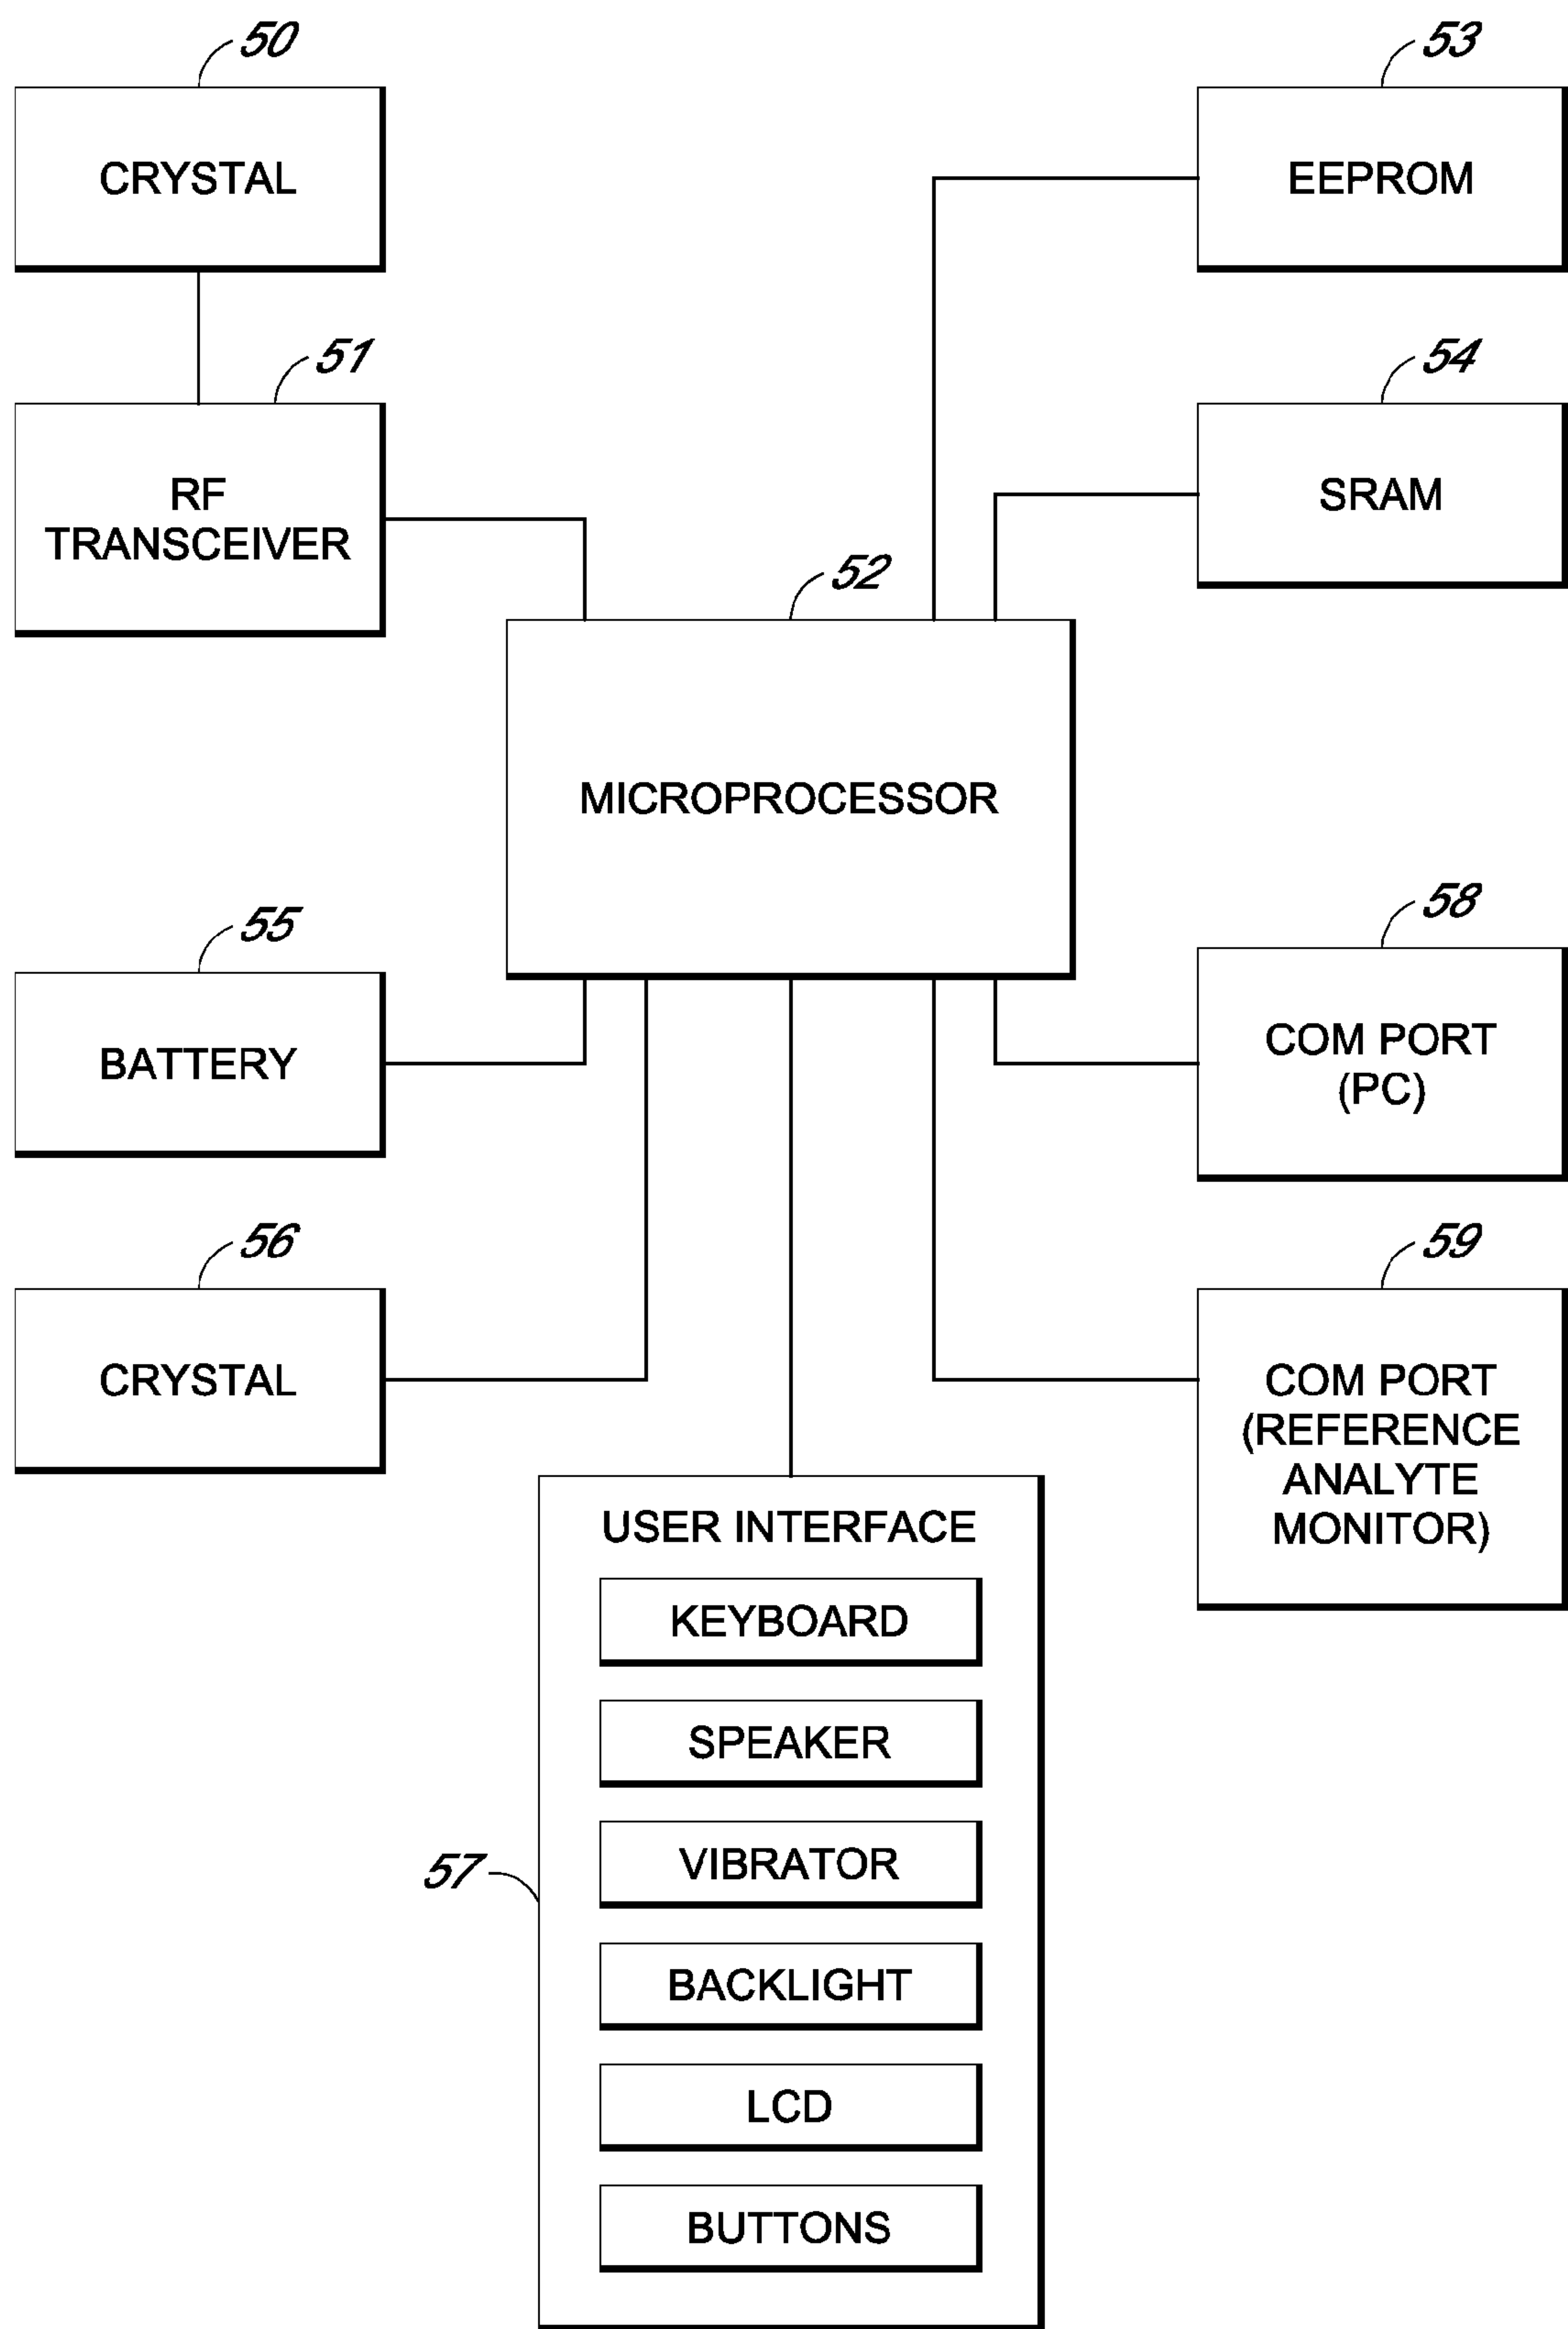 50
CRYSTAL
53
EEPROM
51
RF
TRANSCEIVER
54
SRAM
52
MICROPROCESSOR
55
BATTERY
58
COM PORT
(PC)
56
CRYSTAL
59
COM PORT
(REFERENCE
ANALYTE
MONITOR)
57
USER INTERFACE
KEYBOARD
SPEAKER
VIBRATOR
BACKLIGHT
LCD
BUTTONS